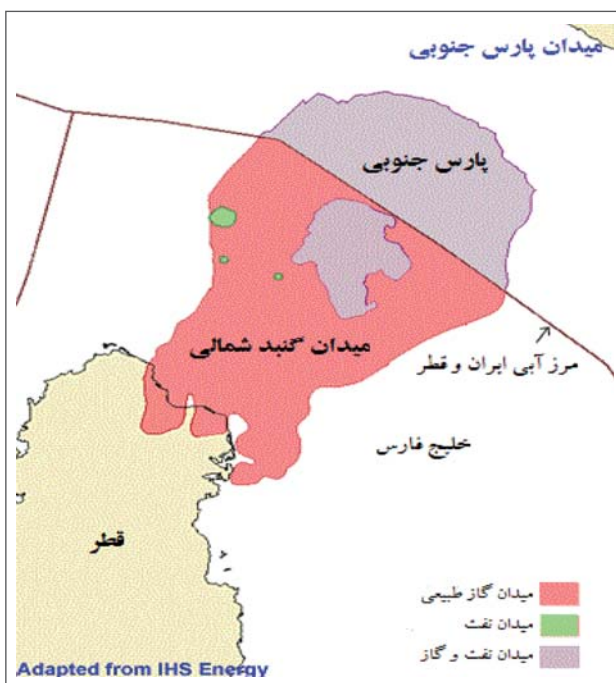 میدان پارس جنوبی
پارس جنوبی
میدان گنبد شمالی
مرز آبی ایران و قطر
خلیج فارس
قطر
میدان گاز طبیعی
میدان نفت
میدان نفت و گاز
Adapted from IHS Energy